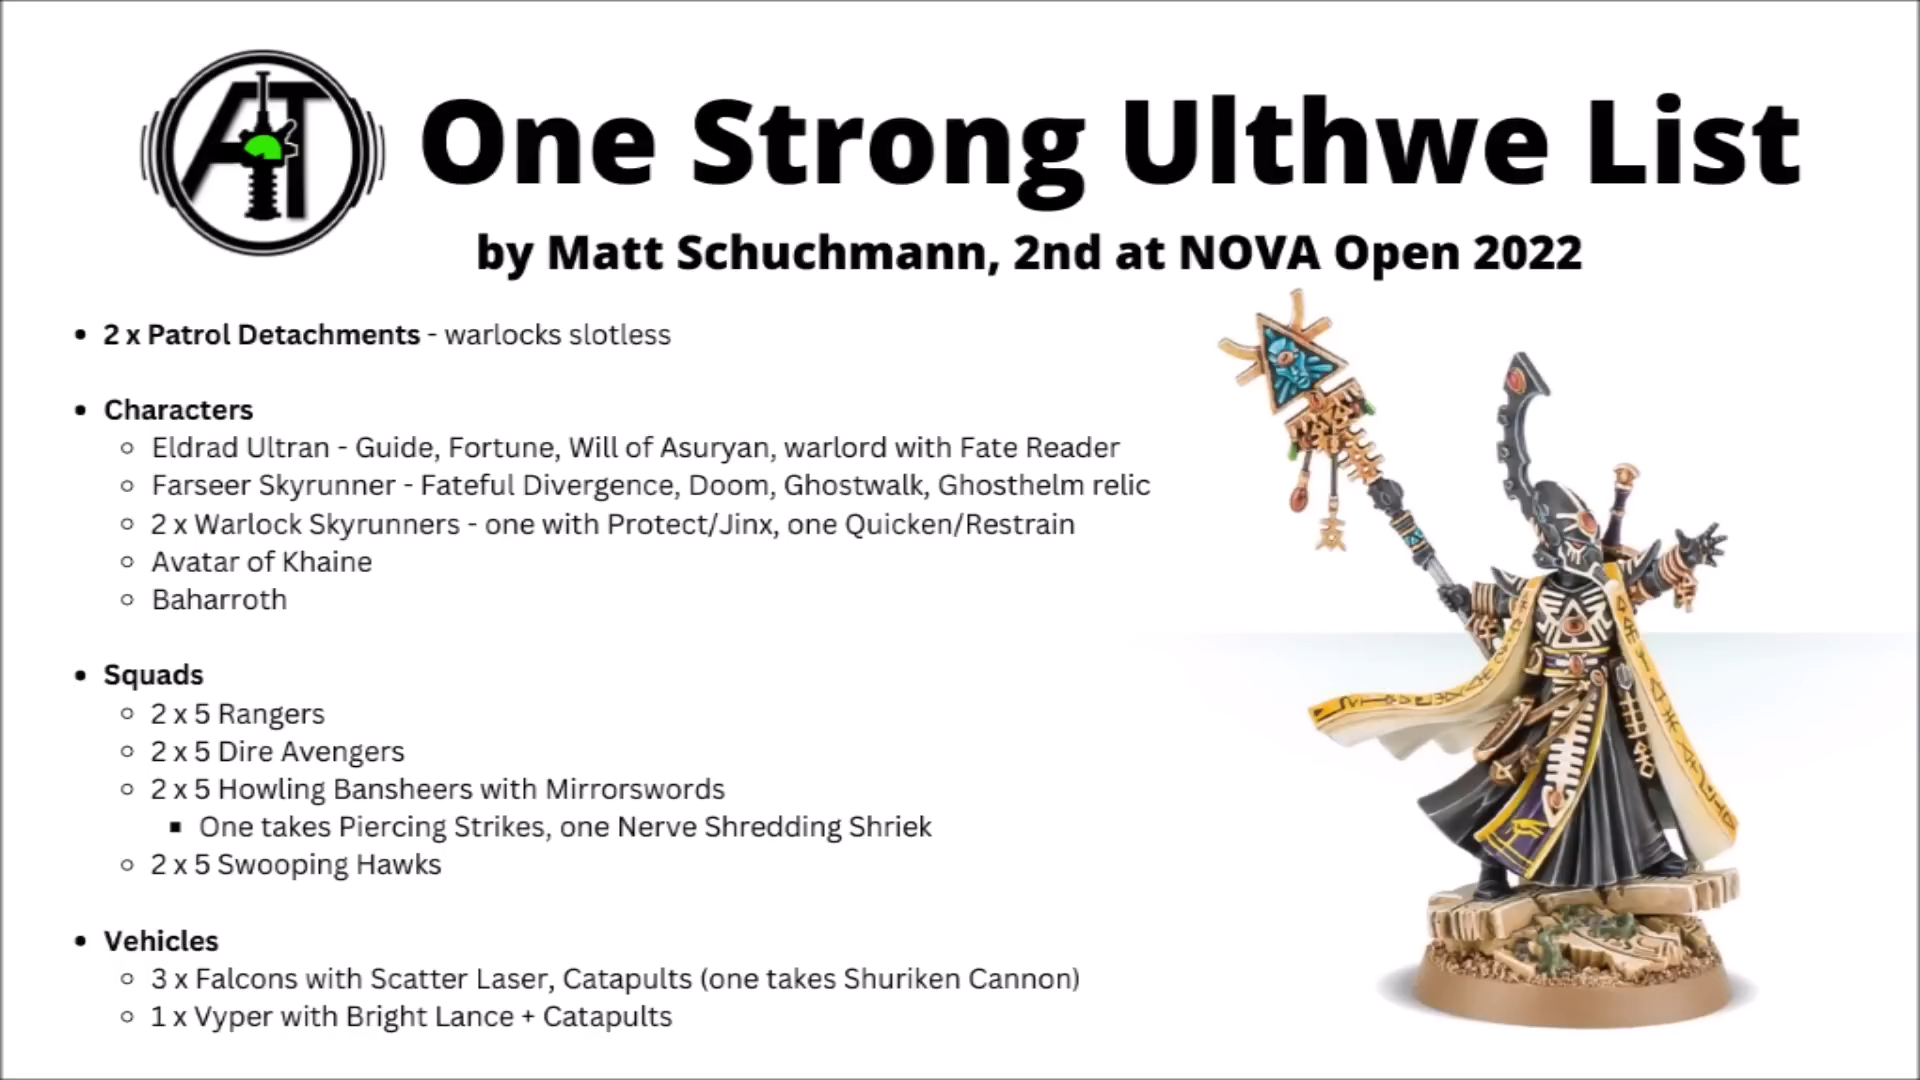 AT
One Strong Ulthwe List
by Matt Schuchmann, 2nd at NOVA Open 2022
• 2 x Patrol Detachments - warlocks slotless
• Characters
◦ Eldrad Ultran - Guide, Fortune, Will of Asuryan, warlord with Fate Reader
◦ Farseer Skyrunner - Fateful Divergence, Doom, Ghostwalk, Ghosthelm relic
◦ 2 x Warlock Skyrunners - one with Protect/Jinx, one Quicken/Restrain
◦ Avatar of Khaine
◦ Baharroth
• Squads
◦ 2 x 5 Rangers
◦ 2 x 5 Dire Avengers
◦ 2 x 5 Howling Bansheers with Mirrorswords
▪ One takes Piercing Strikes, one Nerve Shredding Shriek
◦ 2 x 5 Swooping Hawks
• Vehicles
◦ 3 x Falcons with Scatter Laser, Catapults (one takes Shuriken Cannon)
◦ 1 x Vyper with Bright Lance + Catapults